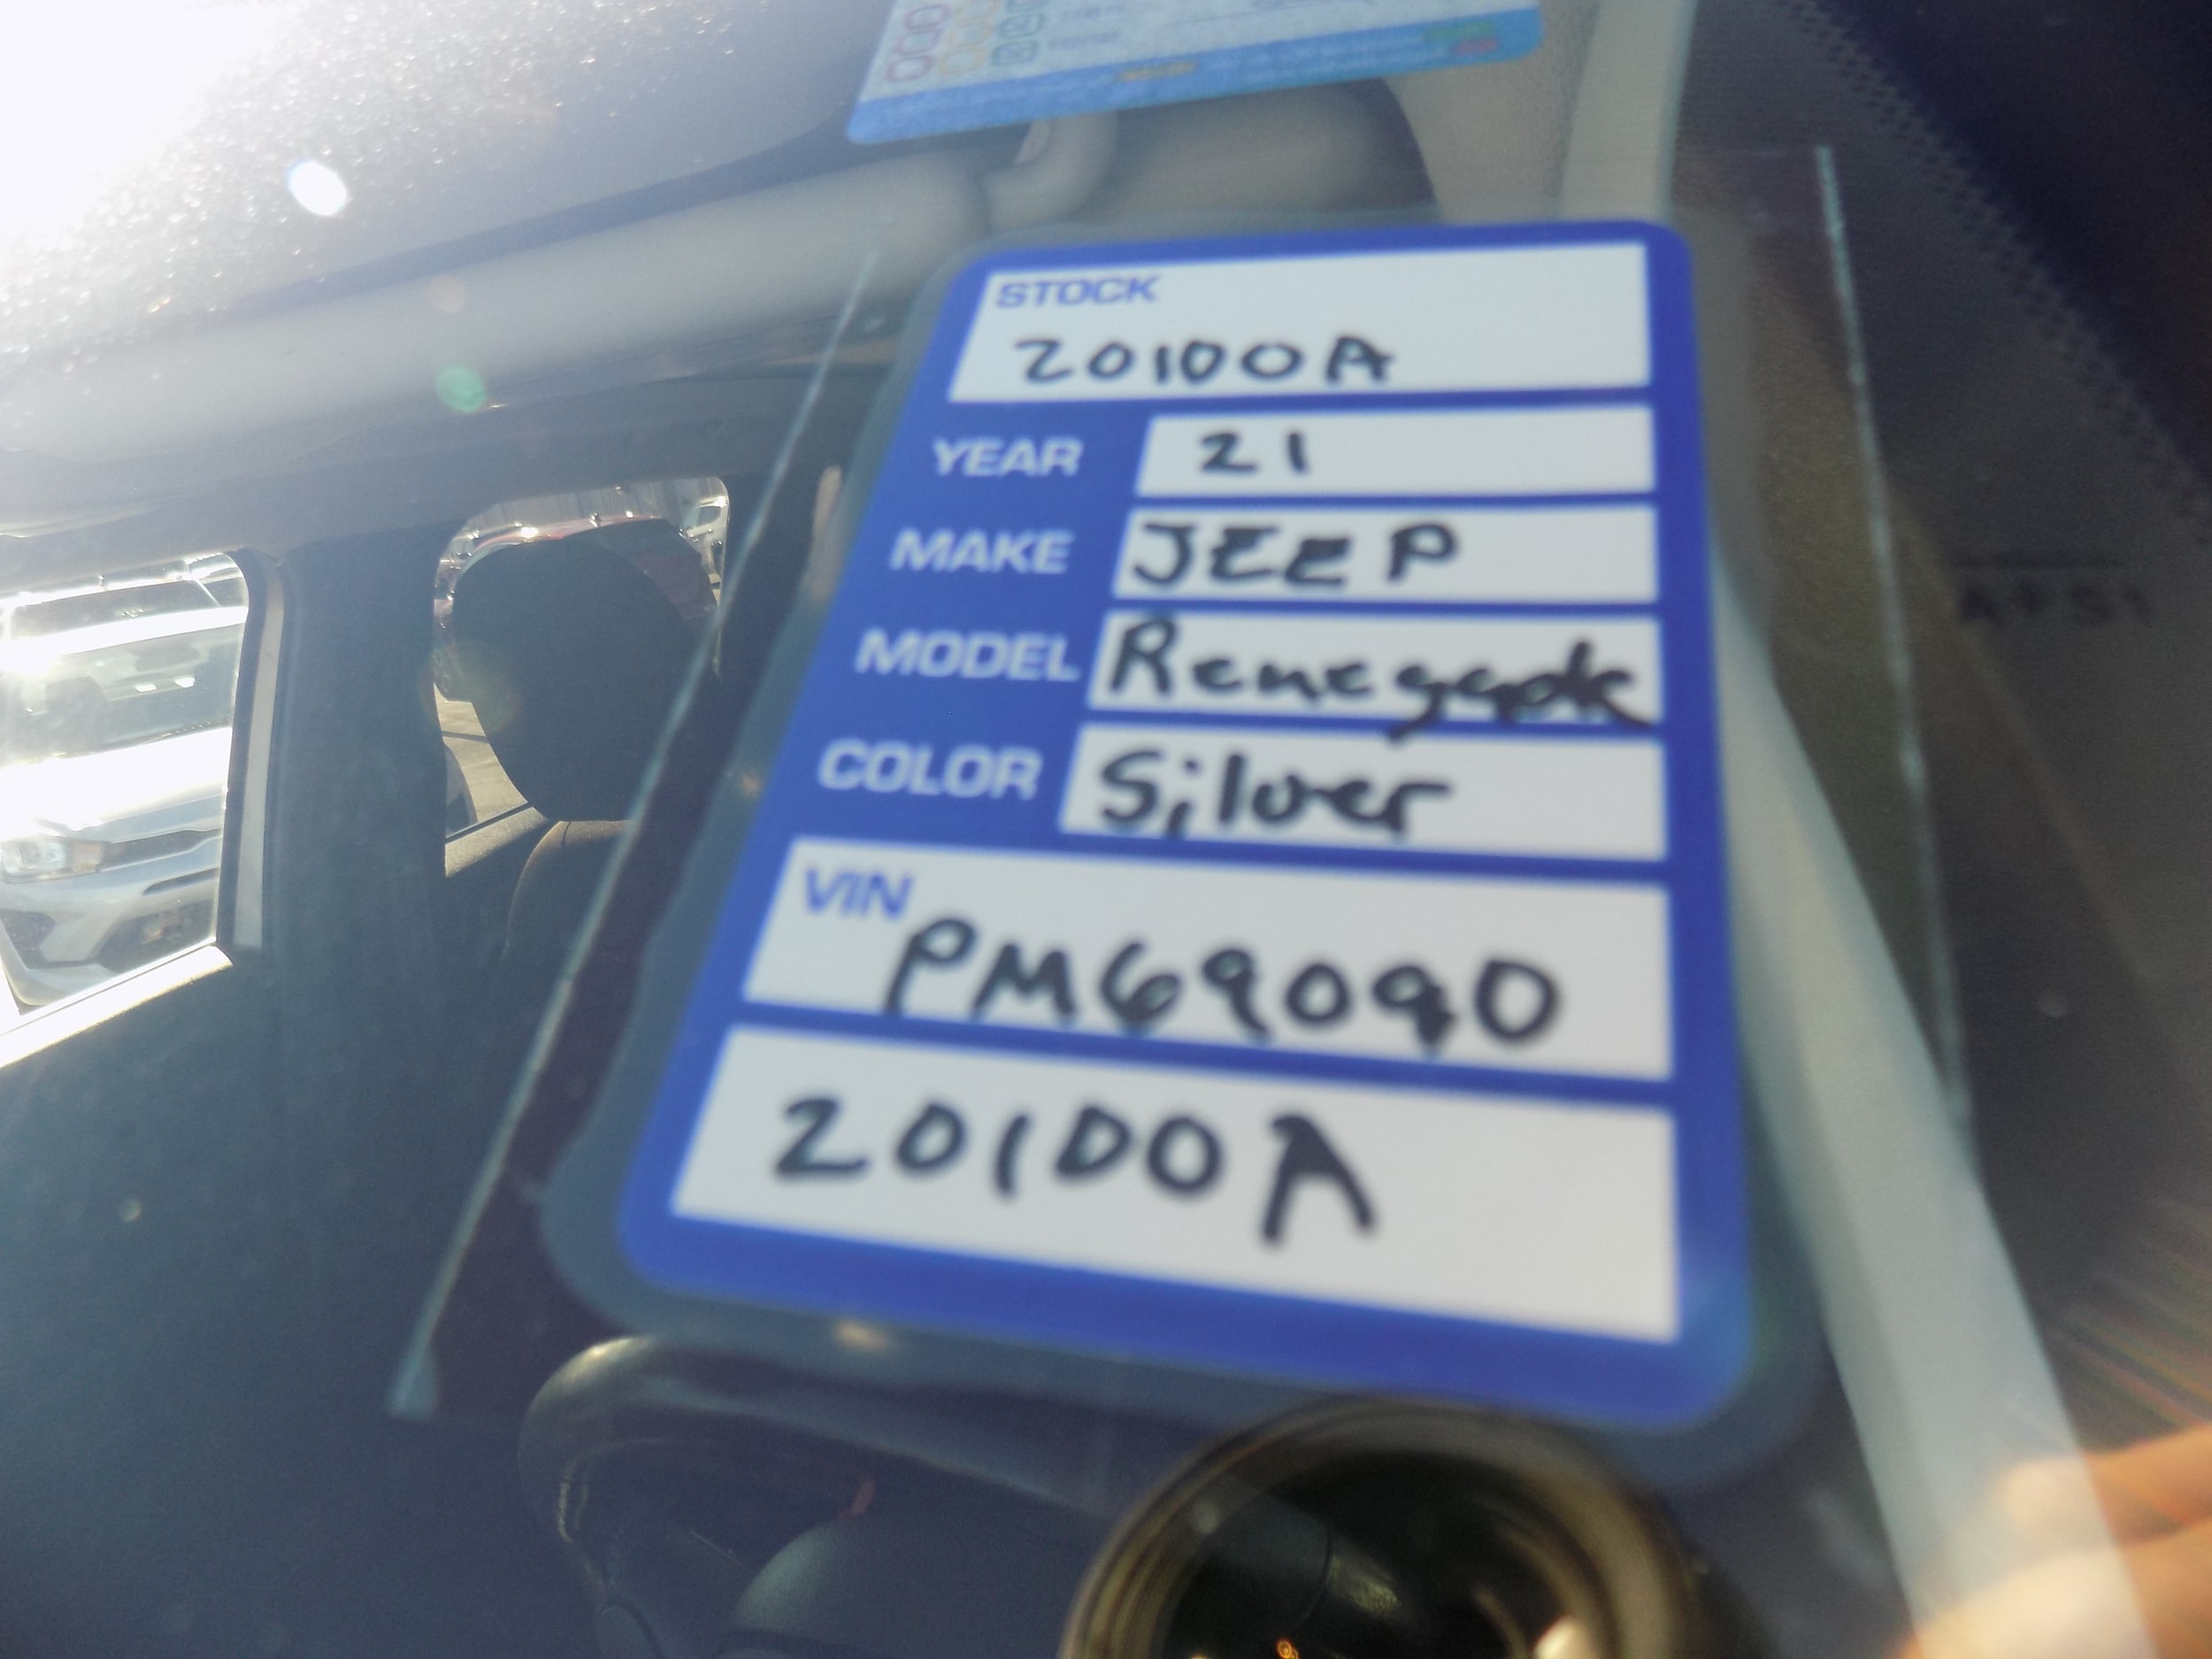 STOCK
20100A
YEAR 21
MAKE JEEP
MODEL Renegade
COLOR Silver
VIN
PM69090
20100A